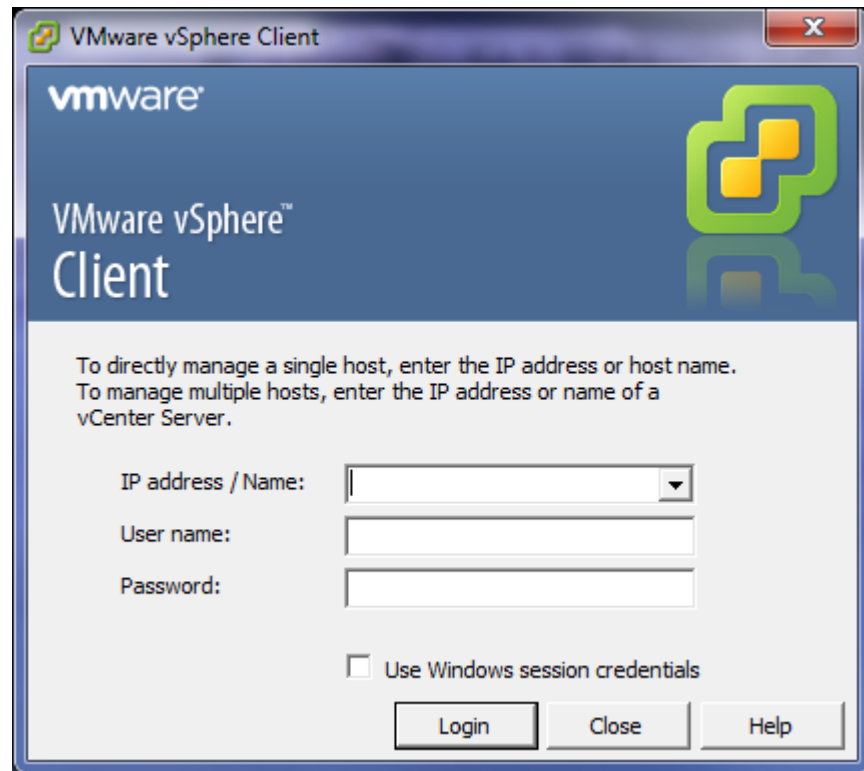 VMware vSphere Client
vmware®
VMware vSphere™
Client
To directly manage a single host, enter the IP address or host name.
To manage multiple hosts, enter the IP address or name of a
vCenter Server.
IP address / Name:
User name:
Password:
Use Windows session credentials
Login Close Help